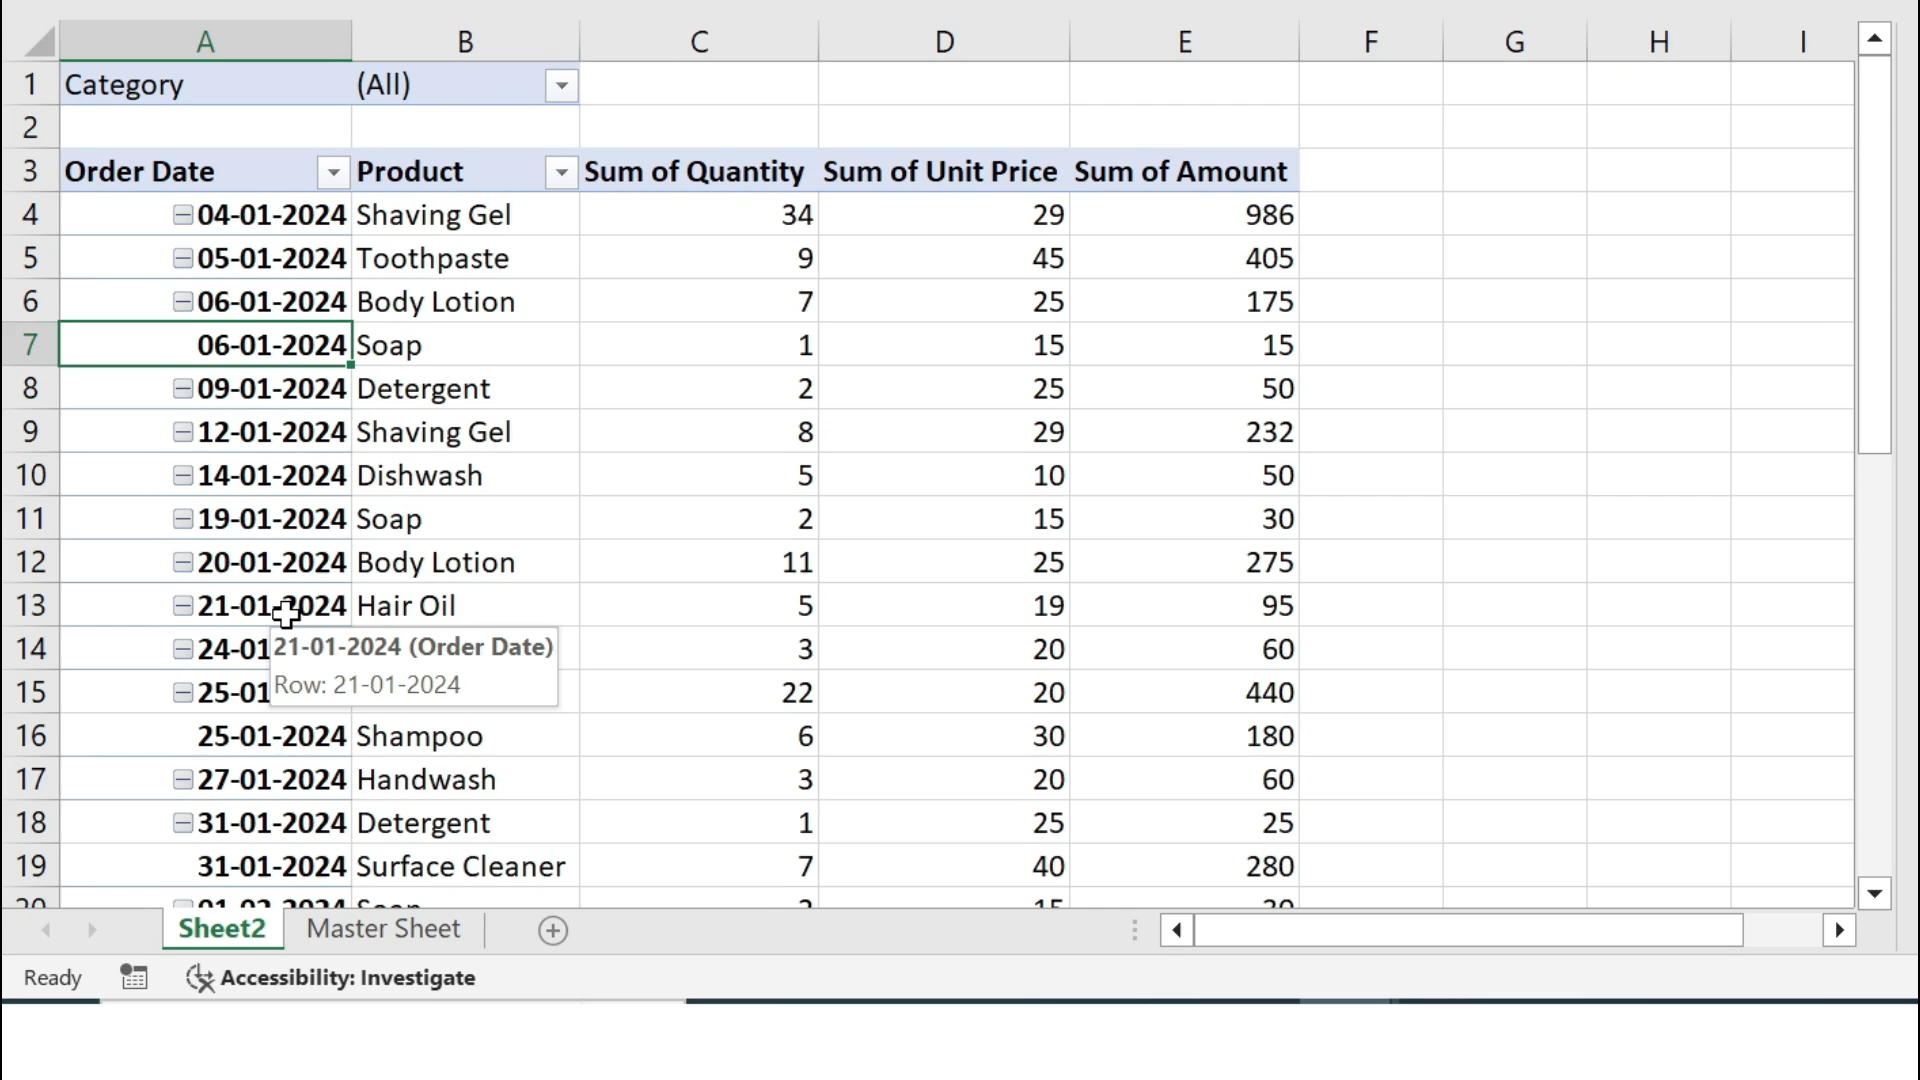 A B C D E F G H I
1 Category (All)
2
3 Order Date Product Sum of Quantity Sum of Unit Price Sum of Amount
4 04-01-2024 Shaving Gel 34 29 986
5 05-01-2024 Toothpaste 9 45 405
6 06-01-2024 Body Lotion 7 25 175
7 06-01-2024 Soap 1 15 15
8 09-01-2024 Detergent 2 25 50
9 12-01-2024 Shaving Gel 8 29 232
10 14-01-2024 Dishwash 5 10 50
11 19-01-2024 Soap 2 15 30
12 20-01-2024 Body Lotion 11 25 275
13 21-01-2024 Hair Oil 5 19 95
14 24-01 3 20 60
21-01-2024 (Order Date)
Row: 21-01-2024
15 25-01 22 20 440
16 25-01-2024 Shampoo 6 30 180
17 27-01-2024 Handwash 3 20 60
18 31-01-2024 Detergent 1 25 25
19 31-01-2024 Surface Cleaner 7 40 280
Sheet2 Master Sheet
Ready Accessibility: Investigate